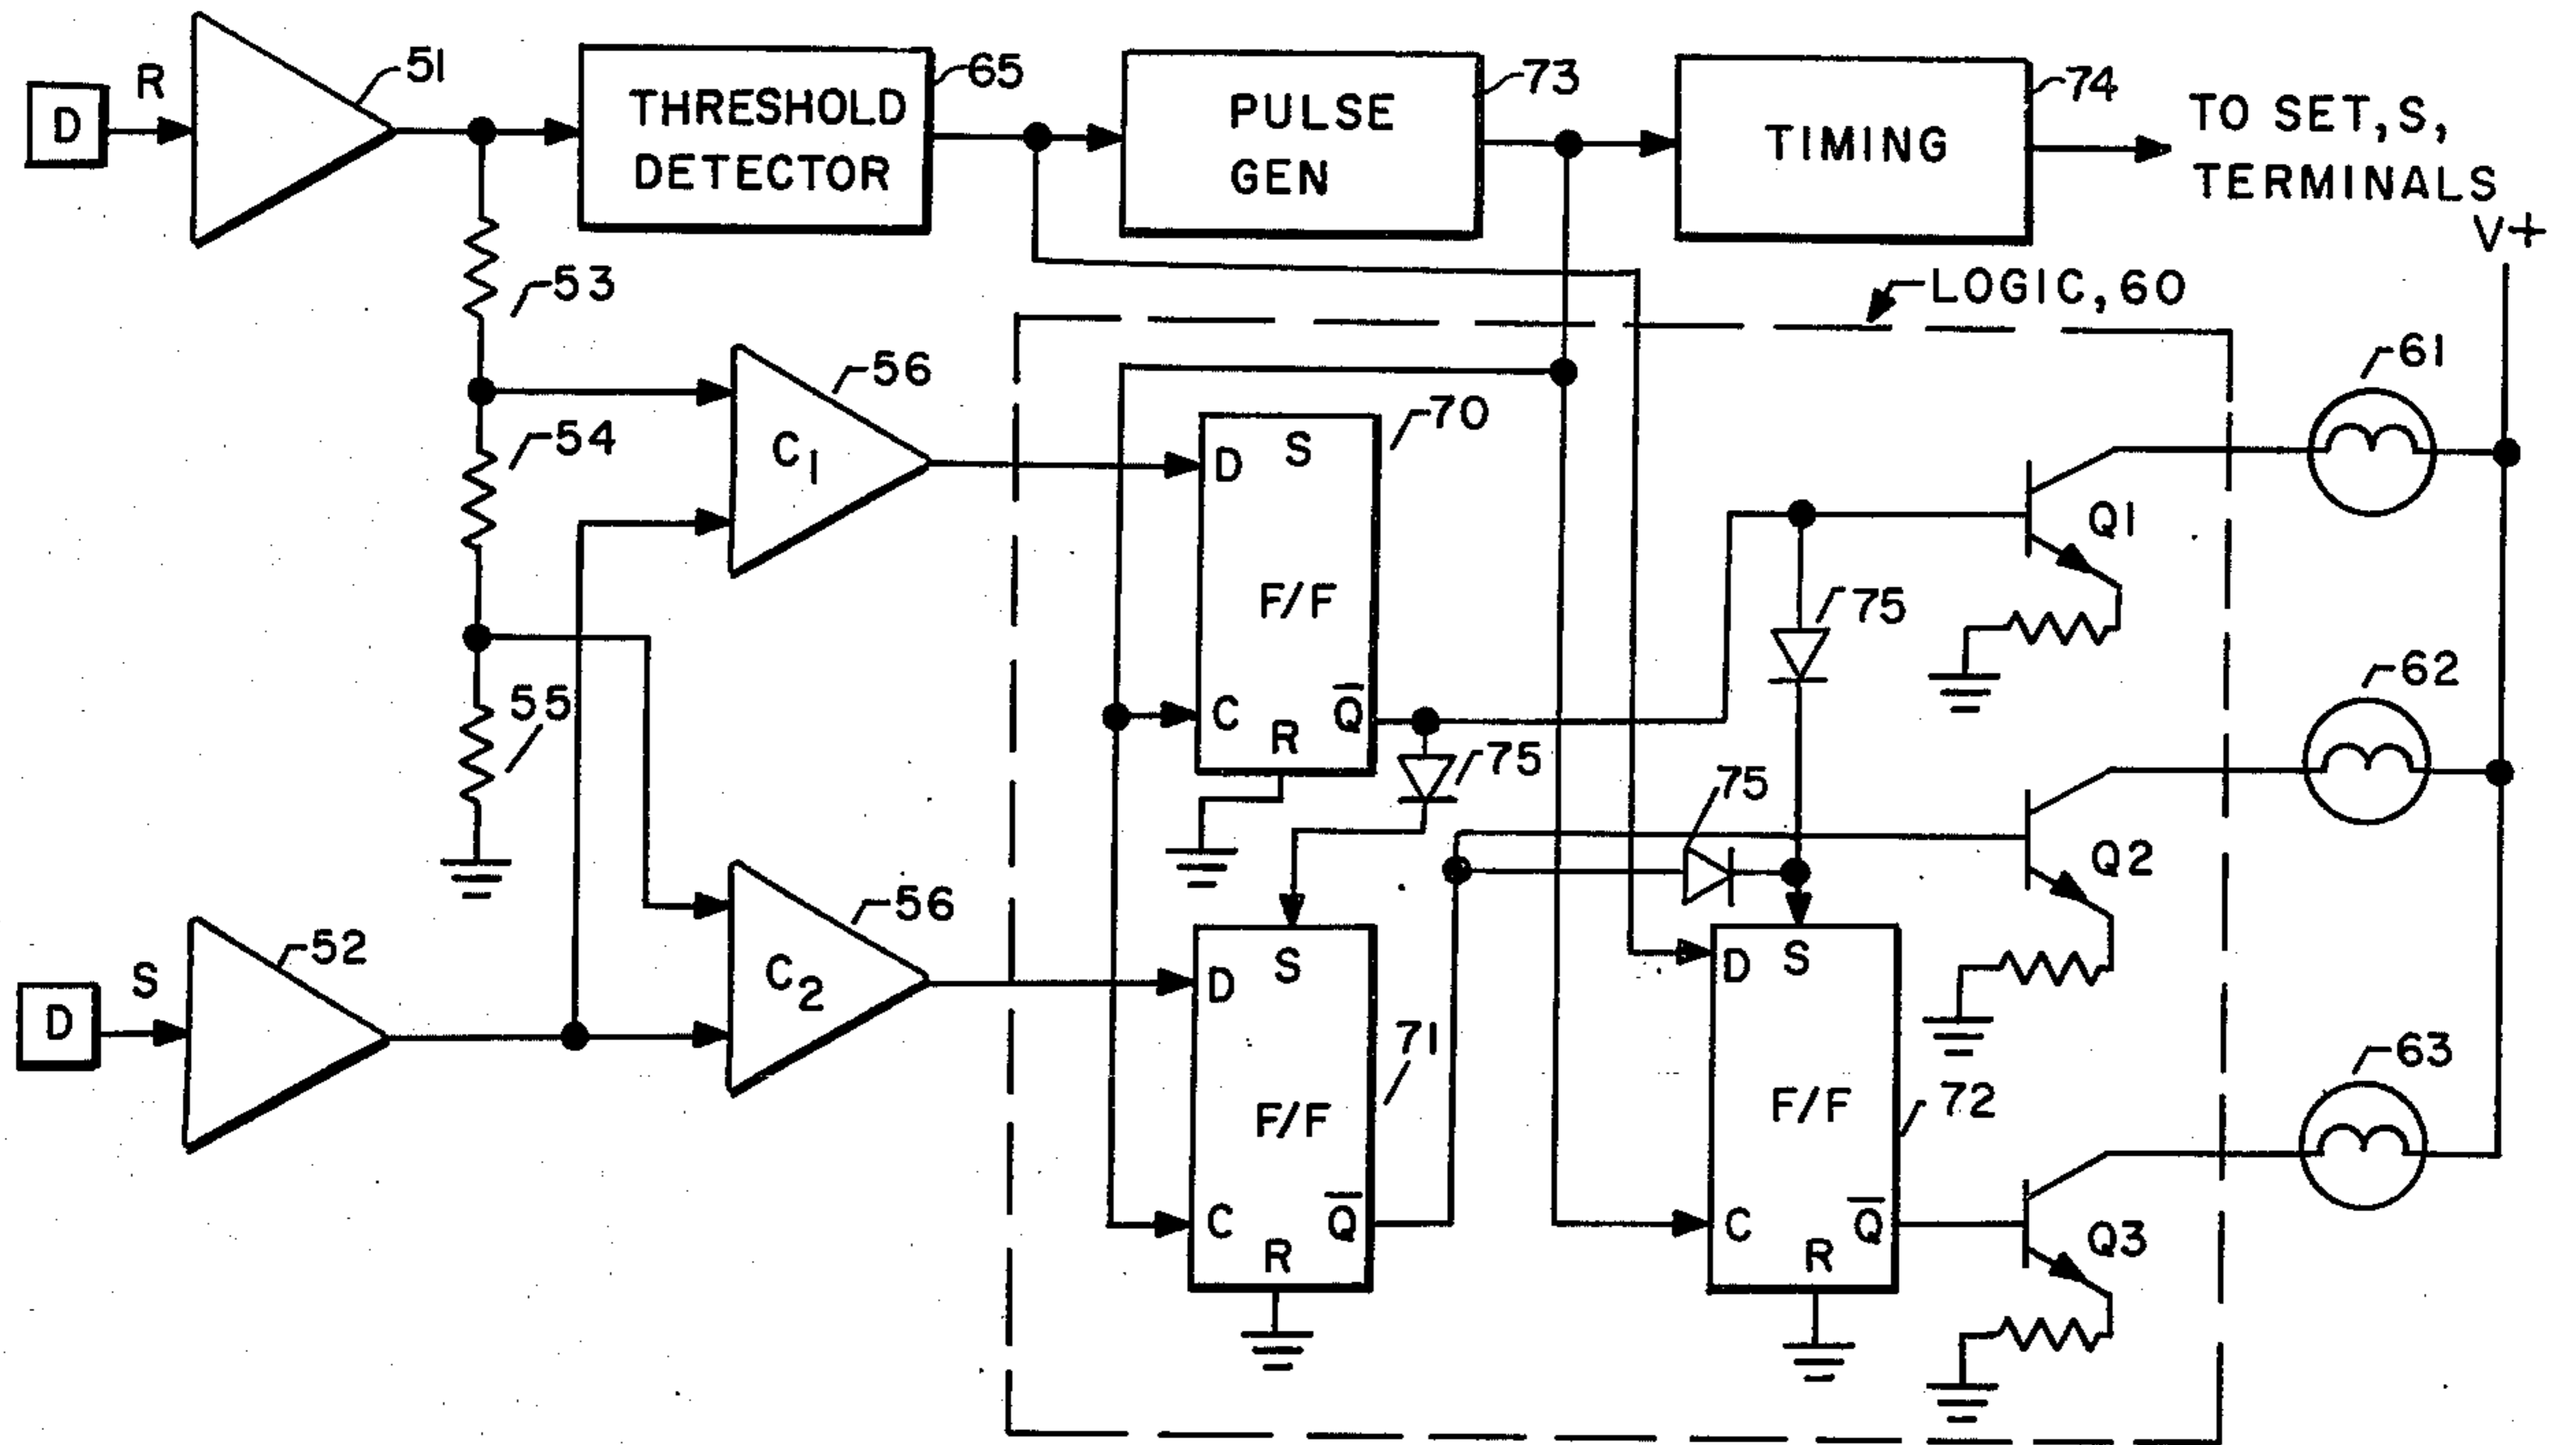 D
R
51
THRESHOLD
DETECTOR
65
PULSE
GEN
73
TIMING
74
TO SET, S,
TERMINALS
V+
53
LOGIC, 60
54
56
C1
70
D
S
F/F
C
R
Q̅
61
Q1
75
55
75
75
62
Q2
D
S
52
56
C2
D
S
F/F
C
R
Q̅
71
D
S
F/F
C
R
Q̅
72
Q3
63